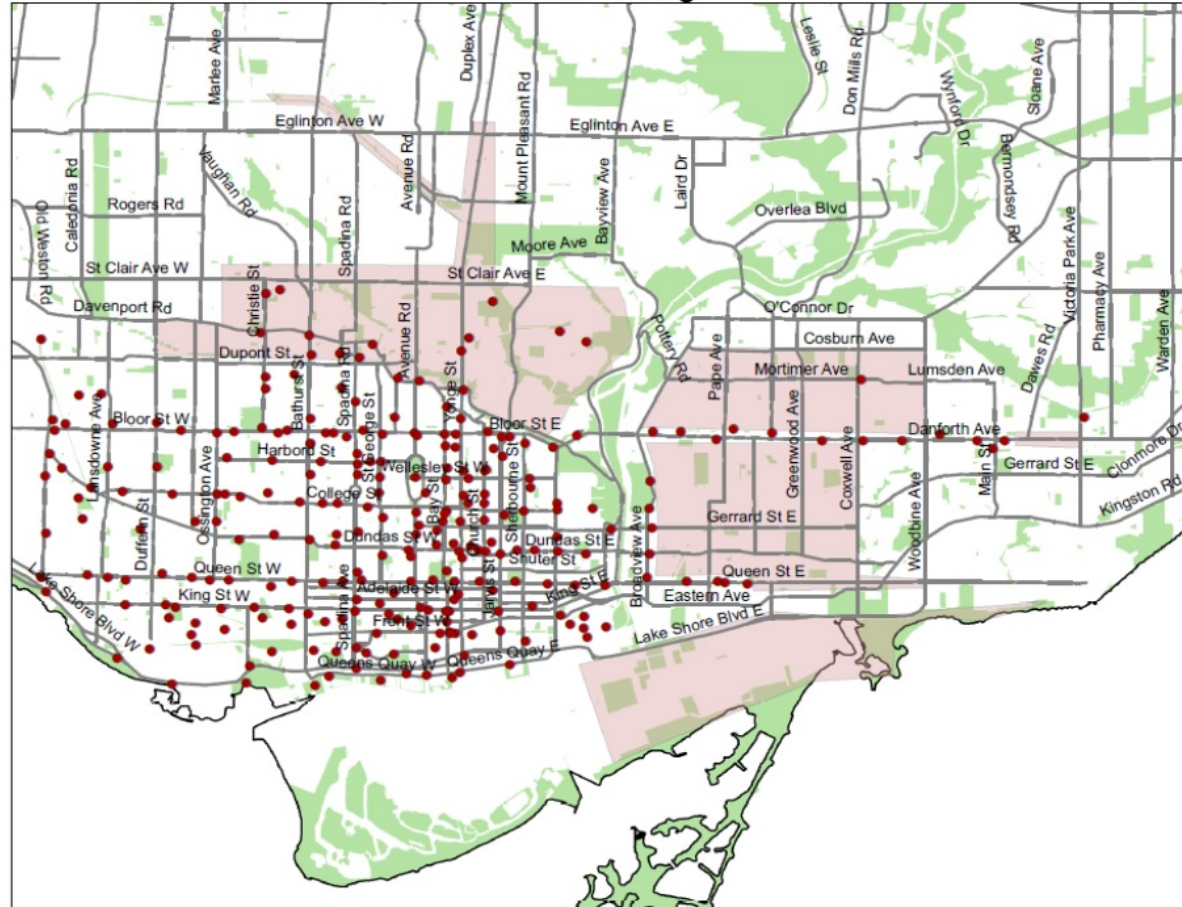 Marlee Ave
Duplex Ave
Leslie St
Don Mills Rd
Sloane Ave
Wynford Dr
Mount Pleasant Rd
Eglinton Ave W
Eglinton Ave E
Avenue Rd
Bermondsey Rd
Caledonia Rd
Vaughan Rd
Laird Dr
Bayview Ave
Rogers Rd
Overlea Blvd
Old Weston Rd
Spadina Rd
Moore Ave
Victoria Park Ave
St Clair Ave W
St Clair Ave E
Pharmacy Ave
Warden Ave
Davenport Rd
Christie St
Avenue Rd
O'Connor Dr
Pottery Rd
Cosburn Ave
Dawes Rd
Dupont St
Spadina Rd
Pape Ave
Mortimer Ave
Lumsden Ave
Bathurst St
Yonge St
St George St
Lansdowne Ave
Bloor St W
Bloor St E
Greenwood Ave
Danforth Ave
Coxwell Ave
Main St
Clonmore Dr
Harbord St
Wellesley St W
Gerrard St E
Ossington Ave
Sherbourne St
College St
Bay St
Kingston Rd
Dufferin St
Church St
Gerrard St E
Woodbine Ave
Dundas St W
Dundas St E
Shuter St
Broadview Ave
Queen St W
Queen St E
Lake Shore Blvd W
Adelaide St W
Jarvis St
King St E
King St W
Eastern Ave
Spadina Ave
Front St W
Lake Shore Blvd E
Queens Quay W
Queens Quay E